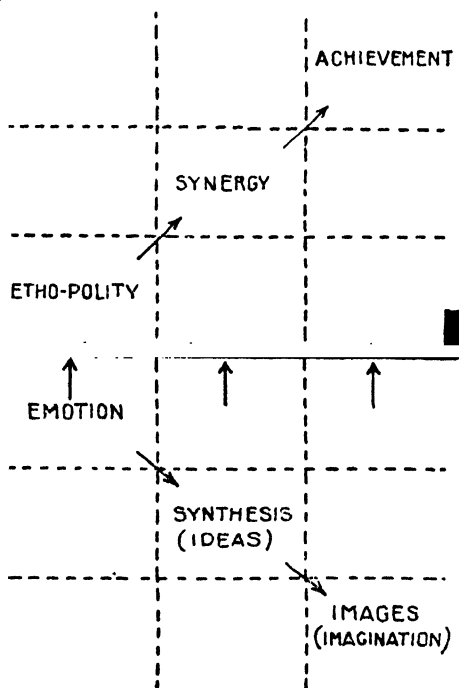 ACHIEVEMENT
SYNERGY
ETHO-POLITY
EMOTION
SYNTHESIS
(IDEAS)
IMAGES
(IMAGINATION)